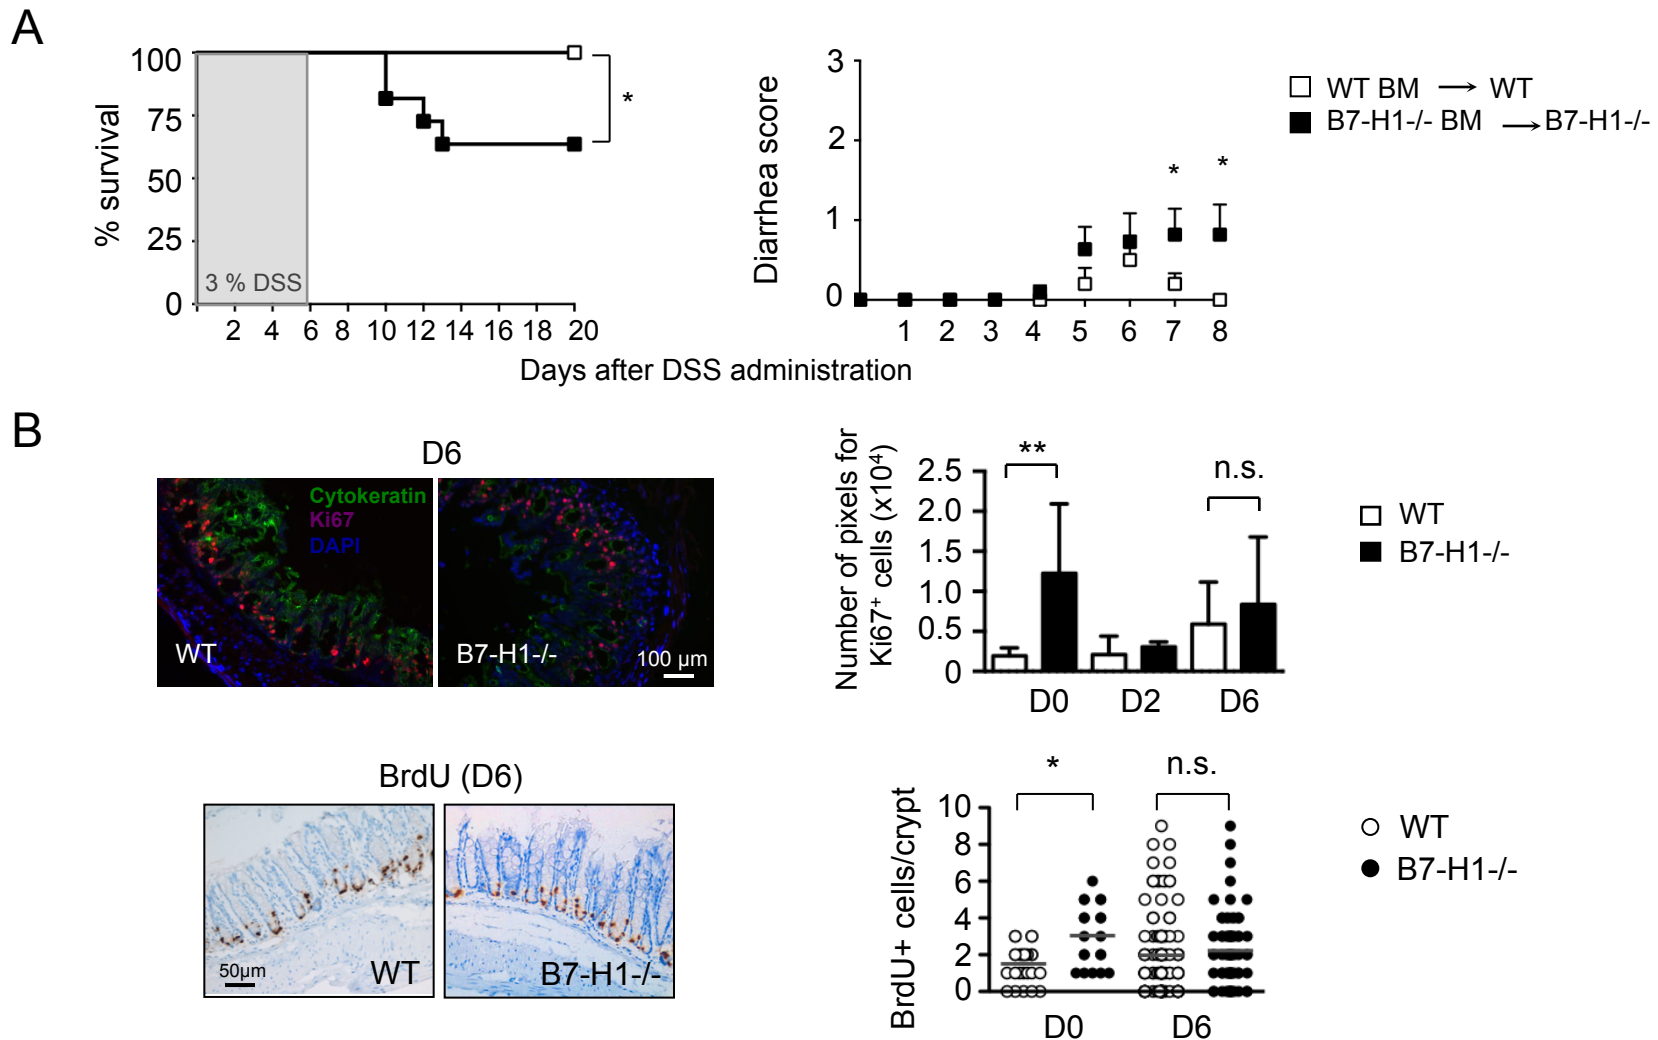 A
100
75
50
25
0
% survival
3 % DSS
*
2 4 6 8 10 12 14 16 18 20
3
2
1
0
Diarrhea score
* *
1 2 3 4 5 6 7 8
Days after DSS administration
WT BM → WT
B7-H1-/- BM → B7-H1-/-
B
D6
Cytokeratin
Ki67
DAPI
WT
B7-H1-/-
100 µm
Number of pixels for
Ki67⁺ cells (x10⁴)
2.5
2.0
1.5
1.0
0.5
0
**
n.s.
D0 D2 D6
WT
B7-H1-/-
BrdU (D6)
50µm
WT
B7-H1-/-
BrdU+ cells/crypt
10
8
6
4
2
0
*
n.s.
D0 D6
WT
B7-H1-/-